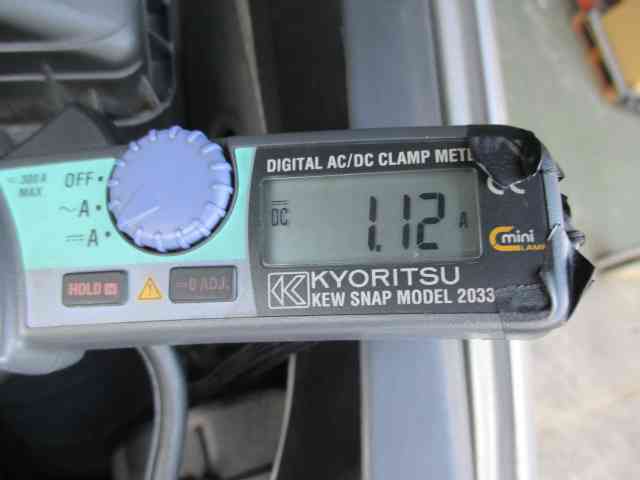 DIGITAL AC/DC CLAMP METE
⎓ 300A
MAX
OFF
~A
⎓A
DC
1.12 A
mini
CLAMP
HOLD
0 ADJ.
KYORITSU
KEW SNAP MODEL 2033